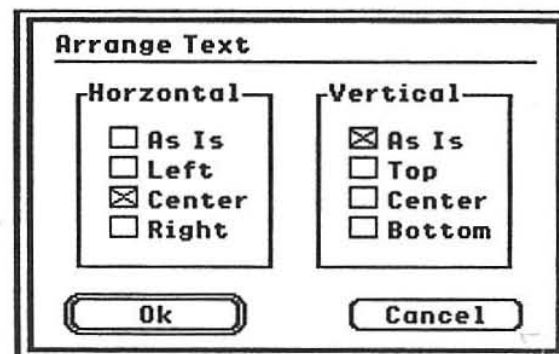 Arrange Text
Horzontal
As Is
Left
Center
Right
Vertical
As Is
Top
Center
Bottom
Ok
Cancel